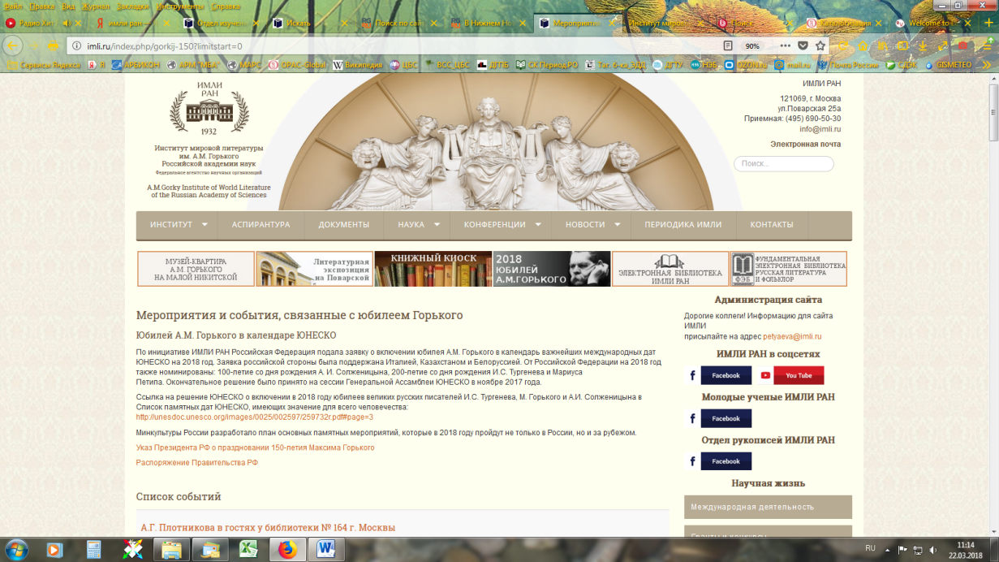 Файл Правка Вид Журнал Закладки Инструменты Справка
Радио Хит
имли ран —
Отдел изучен
Искать
Поиск по сайт
В Нижнем Но
Мероприятия
Институт миров
Поиск
Каталогизация
Welcome to
imli.ru/index.php/gorkij-150?limitstart=0
90%
Сервисы Яндекса
Я
АРБИКОН
АРМ "МБА"
МАРС
OPAC-Global
Википедия
ЦБС
ВСС_ЦБС
ДГПБ
СК ПериодРО
Таг. б-ка_ЭДД
ДГТУ
НЭБ
OZON.ru
mail.ru
Почта России
СДЭК
GISMETEO
ИМЛИ
РАН
1932
Институт мировой литературы
им. А.М. Горького
Российской академии наук
Федеральное агентство научных организаций
A.M.Gorky Institute of World Literature
of the Russian Academy of Sciences
ИМЛИ РАН
121069, г. Москва
ул.Поварская 25а
Приемная: (495) 690-50-30
info@imli.ru
Электронная почта
Поиск...
ИНСТИТУТ АСПИРАНТУРА ДОКУМЕНТЫ НАУКА КОНФЕРЕНЦИИ НОВОСТИ ПЕРИОДИКА ИМЛИ КОНТАКТЫ
МУЗЕЙ-КВАРТИРА
А.М. ГОРЬКОГО
НА МАЛОЙ НИКИТСКОЙ
Литературная
экспозиция
на Поварской
КНИЖНЫЙ КИОСК
2018
ЮБИЛЕЙ
А.М.ГОРЬКОГО
ЭЛЕКТРОННАЯ БИБЛИОТЕКА
ИМЛИ РАН
ФЭБ
ФУНДАМЕНТАЛЬНАЯ
ЭЛЕКТРОННАЯ БИБЛИОТЕКА
РУССКАЯ ЛИТЕРАТУРА
И ФОЛЬКЛОР
Мероприятия и события, связанные с юбилеем Горького
Юбилей А.М. Горького в календаре ЮНЕСКО
По инициативе ИМЛИ РАН Российская Федерация подала заявку о включении юбилея А.М. Горького в календарь важнейших международных дат
ЮНЕСКО на 2018 год. Заявка российской стороны была поддержана Италией, Казахстаном и Белоруссией. От Российской Федерации на 2018 год
также номинированы: 100-летие со дня рождения А. И. Солженицына, 200-летие со дня рождения И.С. Тургенева и Мариуса
Петипа. Окончательное решение было принято на сессии Генеральной Ассамблеи ЮНЕСКО в ноябре 2017 года.
Ссылка на решение ЮНЕСКО о включении в 2018 году юбилеев великих русских писателей И.С. Тургенева, М. Горького и А.И. Солженицына в
Список памятных дат ЮНЕСКО, имеющих значение для всего человечества:
http://unesdoc.unesco.org/images/0025/002597/259732r.pdf#page=3
Минкультуры России разработало план основных памятных мероприятий, которые в 2018 году пройдут не только в России, но и за рубежом.
Указ Президента РФ о праздновании 150-летия Максима Горького
Распоряжение Правительства РФ
Список событий
А.Г. Плотникова в гостях у библиотеки № 164 г. Москвы
Администрация сайта
Дорогие коллеги! Информацию для сайта
ИМЛИ
присылайте на адрес petyaeva@imli.ru
ИМЛИ РАН в соцсетях
Facebook
You Tube
Молодые ученые ИМЛИ РАН
Facebook
Отдел рукописей ИМЛИ РАН
Facebook
Научная жизнь
Международная деятельность
Гранты и конкурсы
RU
11:14
22.03.2018